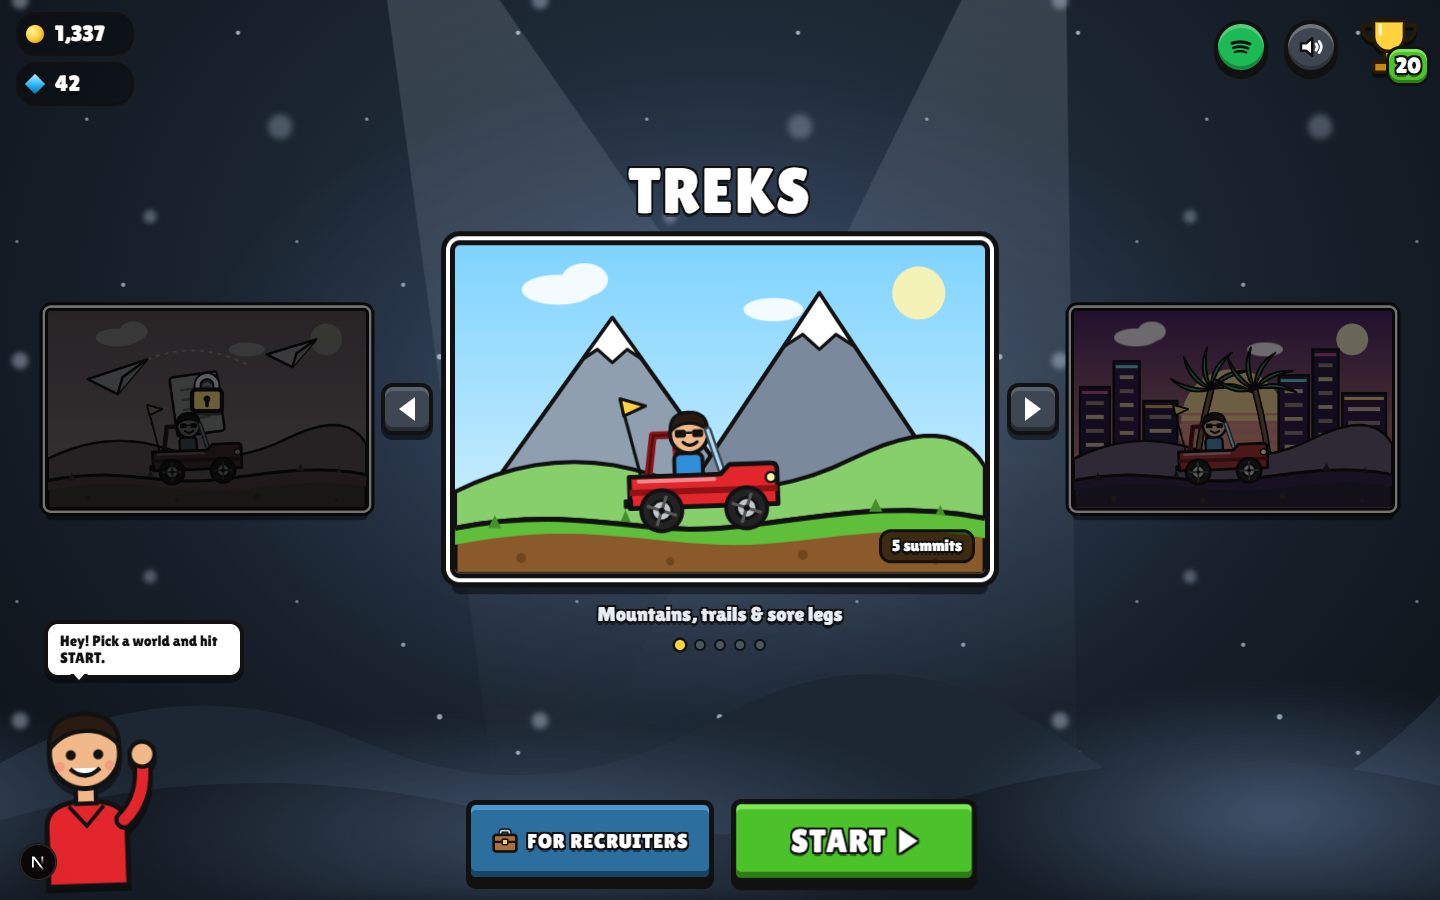 1,337
42
20
TREKS
5 summits
Mountains, trails & sore legs
Hey! Pick a world and hit
START.
FOR RECRUITERS
START
N